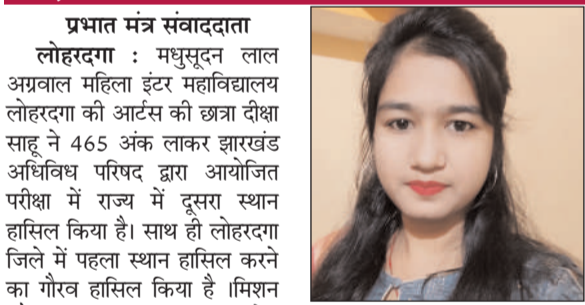 प्रभात मंत्र संवाददाता
लोहरदगा : मधुसूदन लाल
अग्रवाल महिला इंटर महाविद्यालय
लोहरदगा की आर्टस की छात्रा दीक्षा
साहू ने 465 अंक लाकर झारखंड
अधिविध परिषद द्वारा आयोजित
परीक्षा में राज्य में दूसरा स्थान
हासिल किया है। साथ ही लोहरदगा
जिले में पहला स्थान हासिल करने
का गौरव हासिल किया है ।मिशन